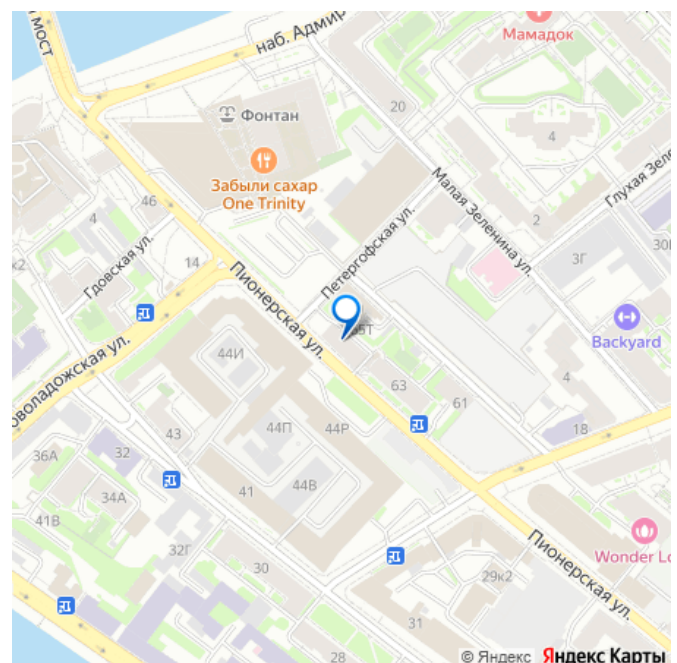 й мост
наб. Адмир
Мамадок
20
Фонтан
4
Забыли сахар
One Trinity
Малая Зеленина ул.
Глухая Зеле
46
4
2
к2
Гдовская ул.
14
Петергофская ул.
3Г
30
Пионерская ул.
65Т
Backyard
44И
оволадожская ул.
63
4
61
43
44П
44Р
18
36А
32
34А
41
44В
41В
Wonder Lo
32Г
Пионерская ул.
30
29к2
31
28
© Яндекс Яндекс Карты